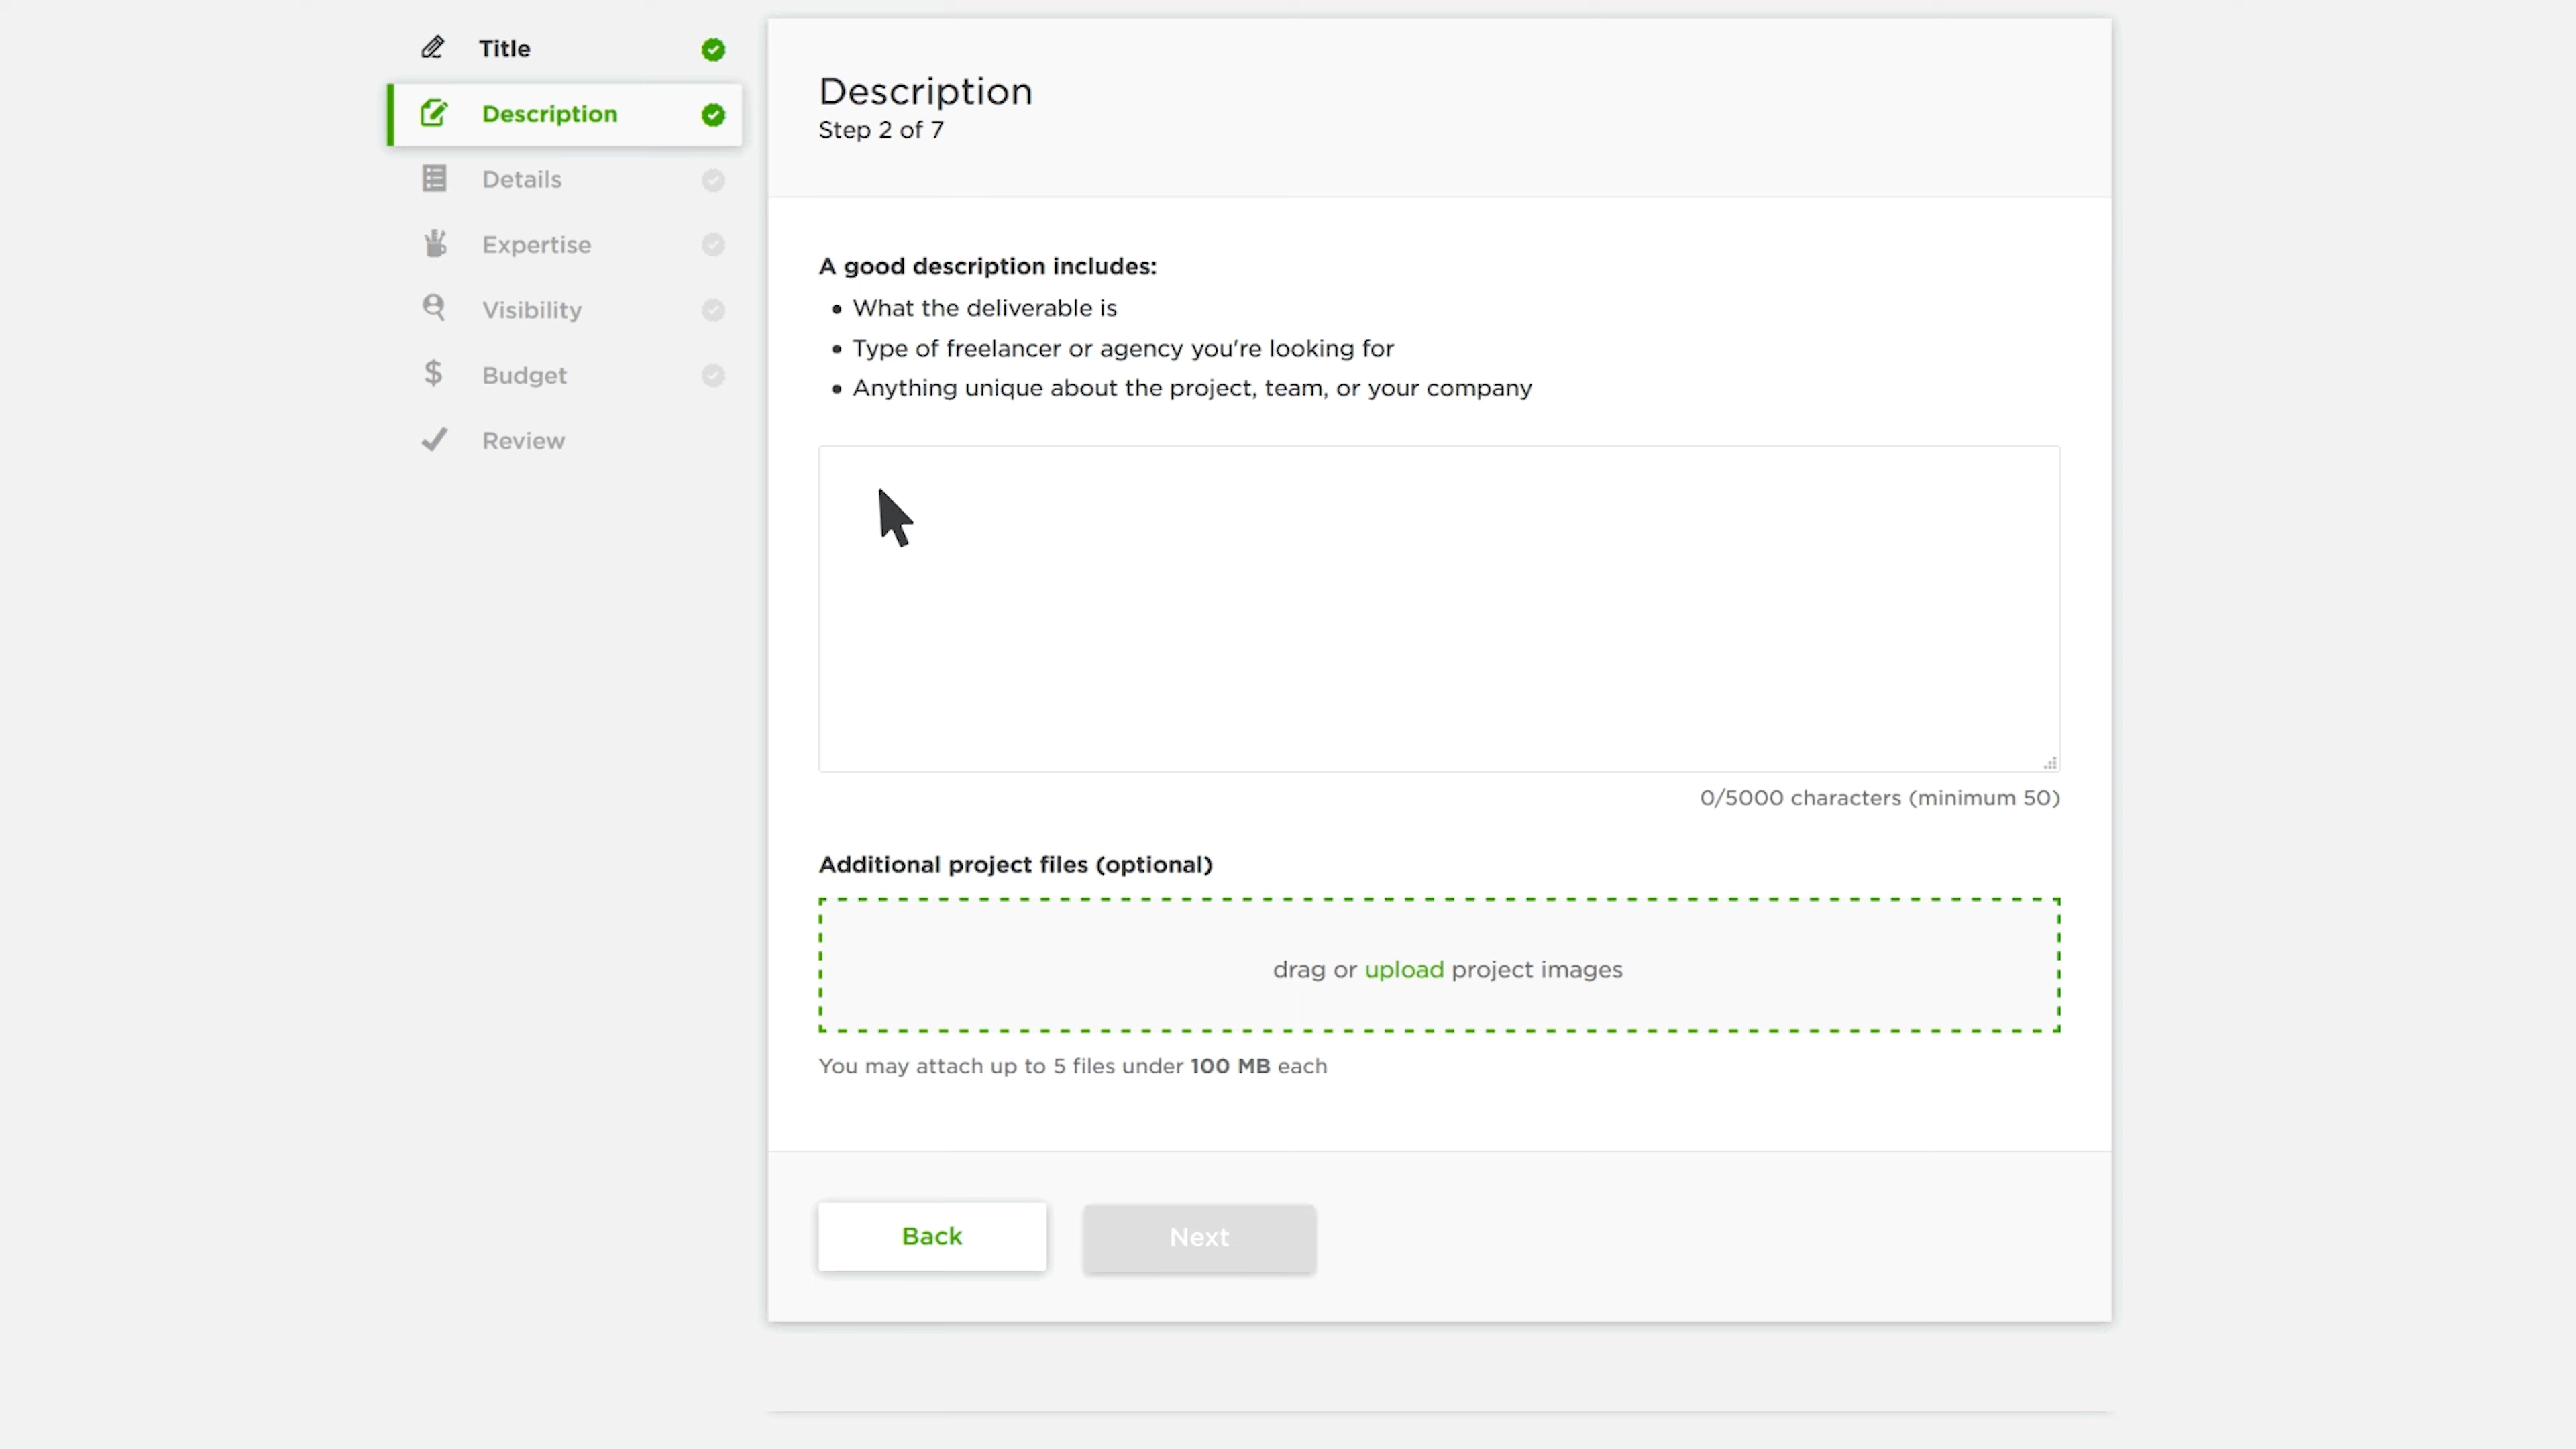 Title
Description
Details
Expertise
Visibility
Budget
Review
Description
Step 2 of 7
A good description includes:
• What the deliverable is
• Type of freelancer or agency you're looking for
• Anything unique about the project, team, or your company
0/5000 characters (minimum 50)
Additional project files (optional)
drag or upload project images
You may attach up to 5 files under 100 MB each
Back
Next